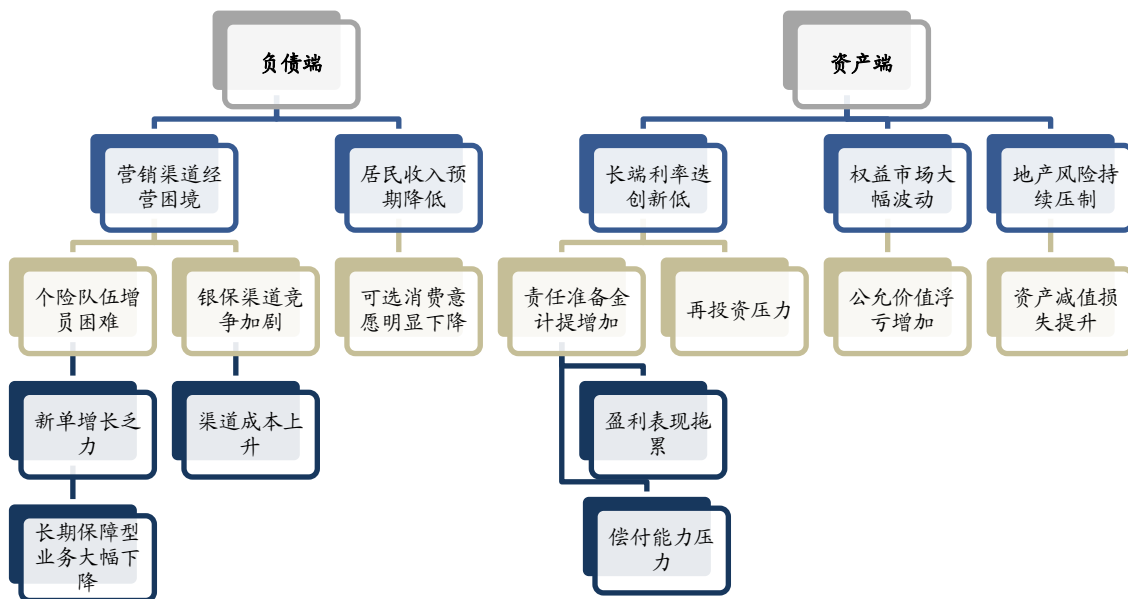 负债端
资产端
营销渠道经
营困境
居民收入预
期降低
长端利率迭
创新低
权益市场大
幅波动
地产风险持
续压制
个险队伍增
员困难
银保渠道竞
争加剧
可选消费意
愿明显下降
责任准备金
计提增加
再投资压力
公允价值浮
亏增加
资产减值损
失提升
新单增长乏
力
渠道成本上
升
盈利表现拖
累
长期保障型
业务大幅下
降
偿付能力压
力